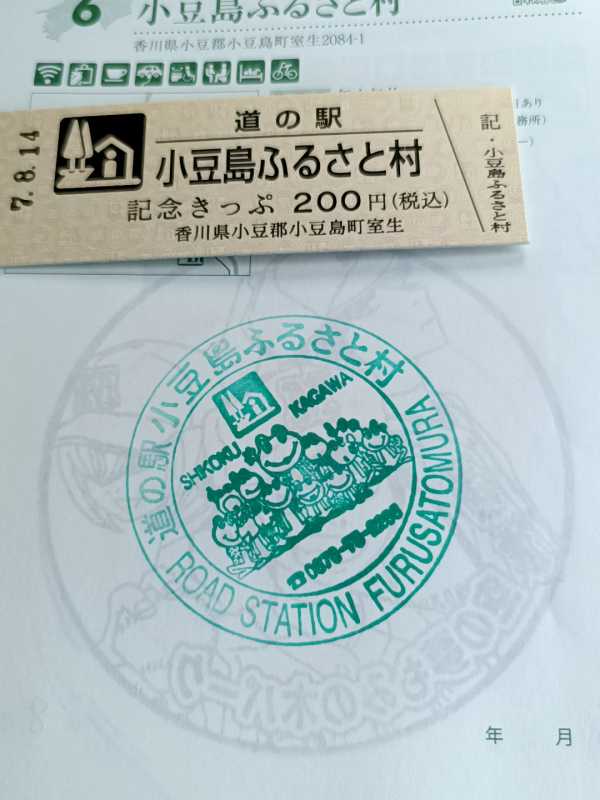 6 小豆島ふるさと村
香川県小豆郡小豆島町室生2084-1
7.8.14
道の駅
小豆島ふるさと村
記念きっぷ 200円(税込)
香川県小豆郡小豆島町室生
記・小豆島ふるさと村
道の駅 小豆島ふるさと村
SHIKOKU
KAGAWA
ROAD STATION FURUSATOMURA
年 月